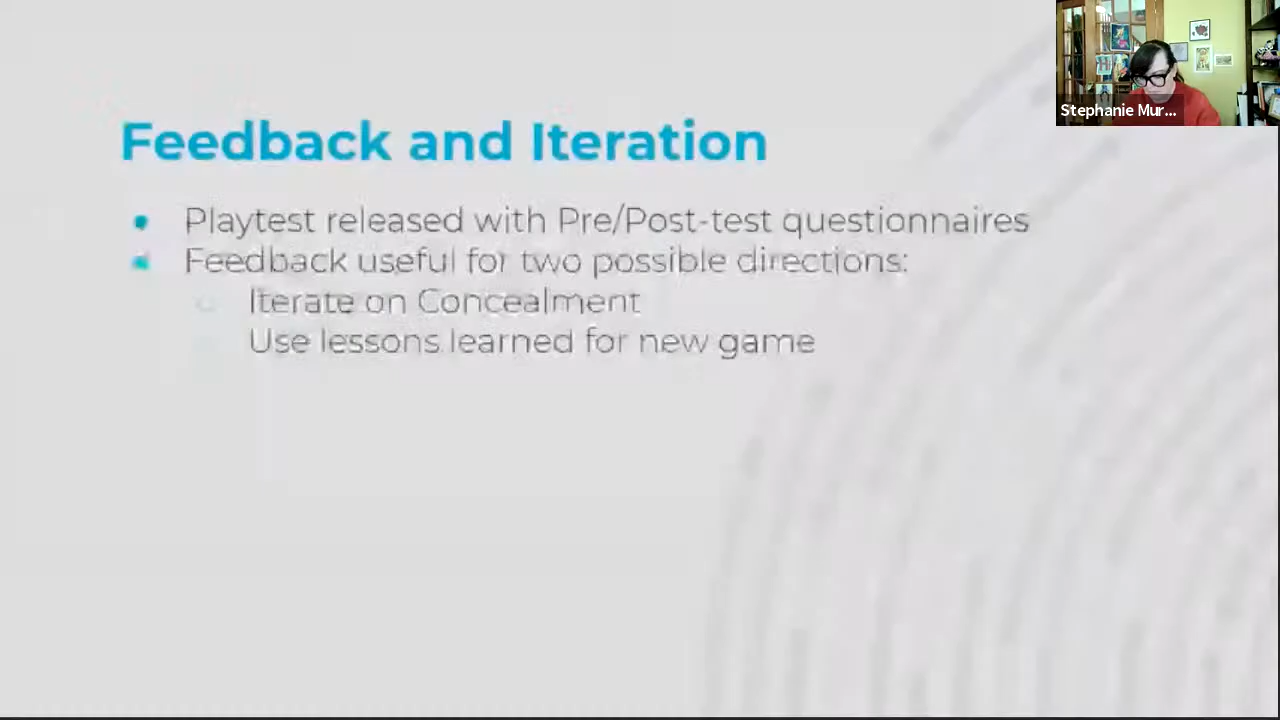 Stephanie Mur...
Feedback and Iteration
Playtest released with Pre/Post-test questionnaires
Feedback useful for two possible directions:
Iterate on Concealment
Use lessons learned for new game